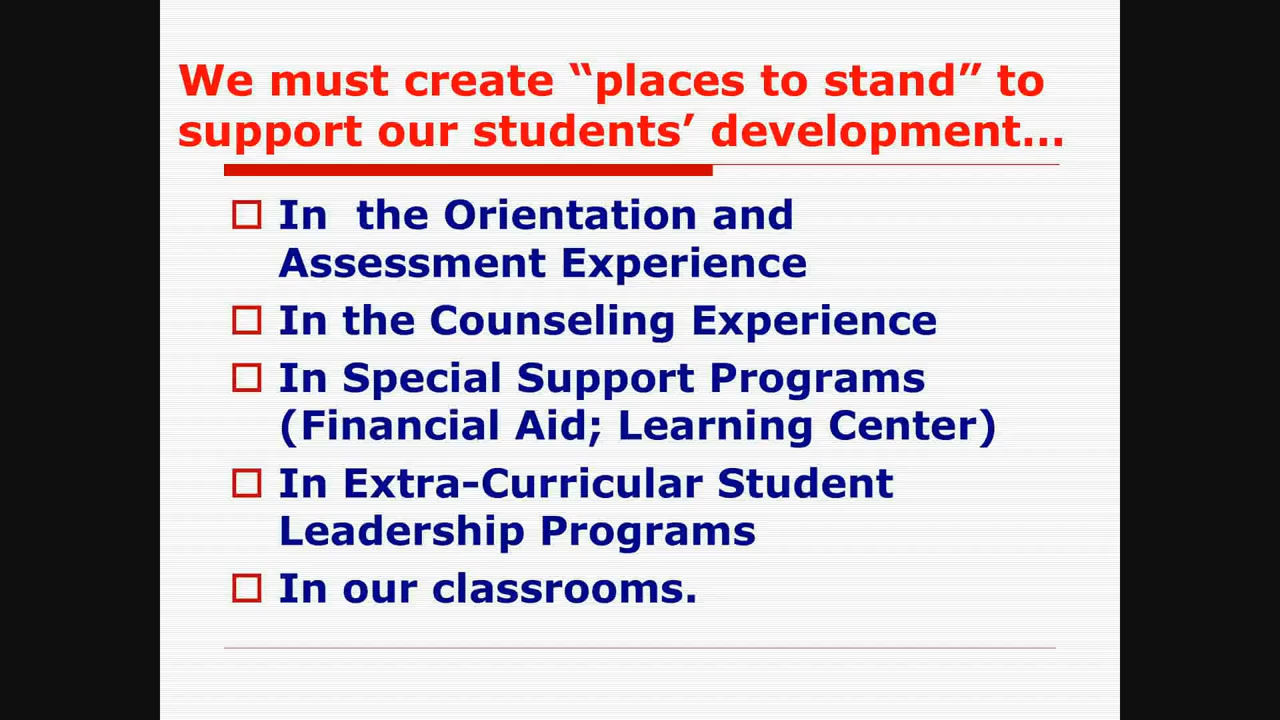 We must create “places to stand” to
support our students’ development…
In  the Orientation and
Assessment Experience
In the Counseling Experience
In Special Support Programs
(Financial Aid; Learning Center)
In Extra-Curricular Student
Leadership Programs
In our classrooms.